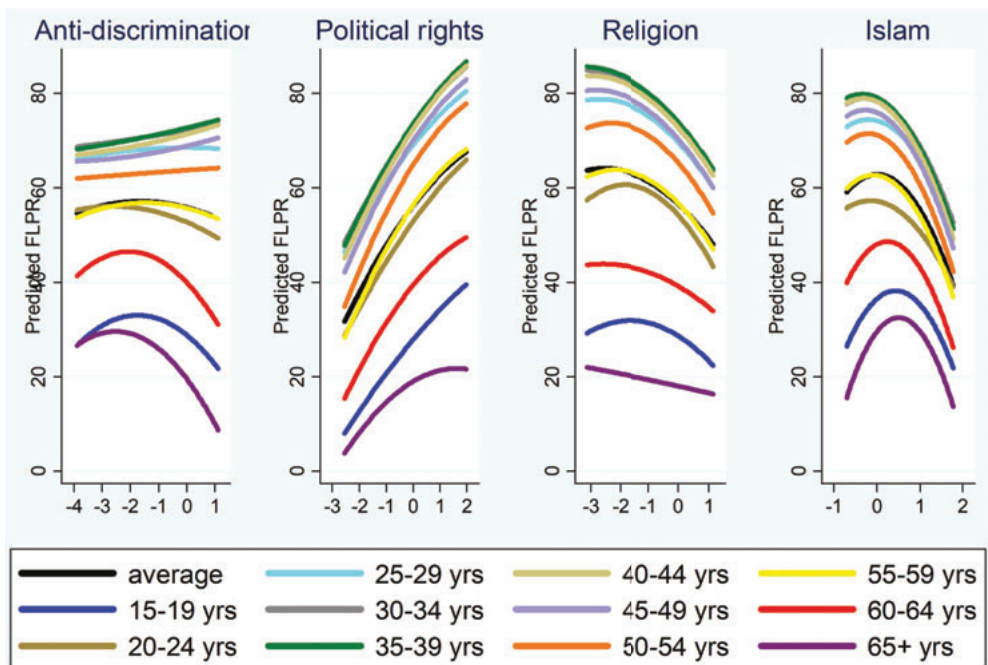 Anti-discrimination Political rights Religion Islam
Predicted FLPR Predicted FLPR Predicted FLPR Predicted FLPR
80 80 80 80
60 60 60 60
40 40 40 40
20 20 20 20
0 0 0 0
-4 -3 -2 -1 0 1 -3 -2 -1 0 1 2 -3 -2 -1 0 1 -1 0 1 2
average 25-29 yrs 40-44 yrs 55-59 yrs
15-19 yrs 30-34 yrs 45-49 yrs 60-64 yrs
20-24 yrs 35-39 yrs 50-54 yrs 65+ yrs